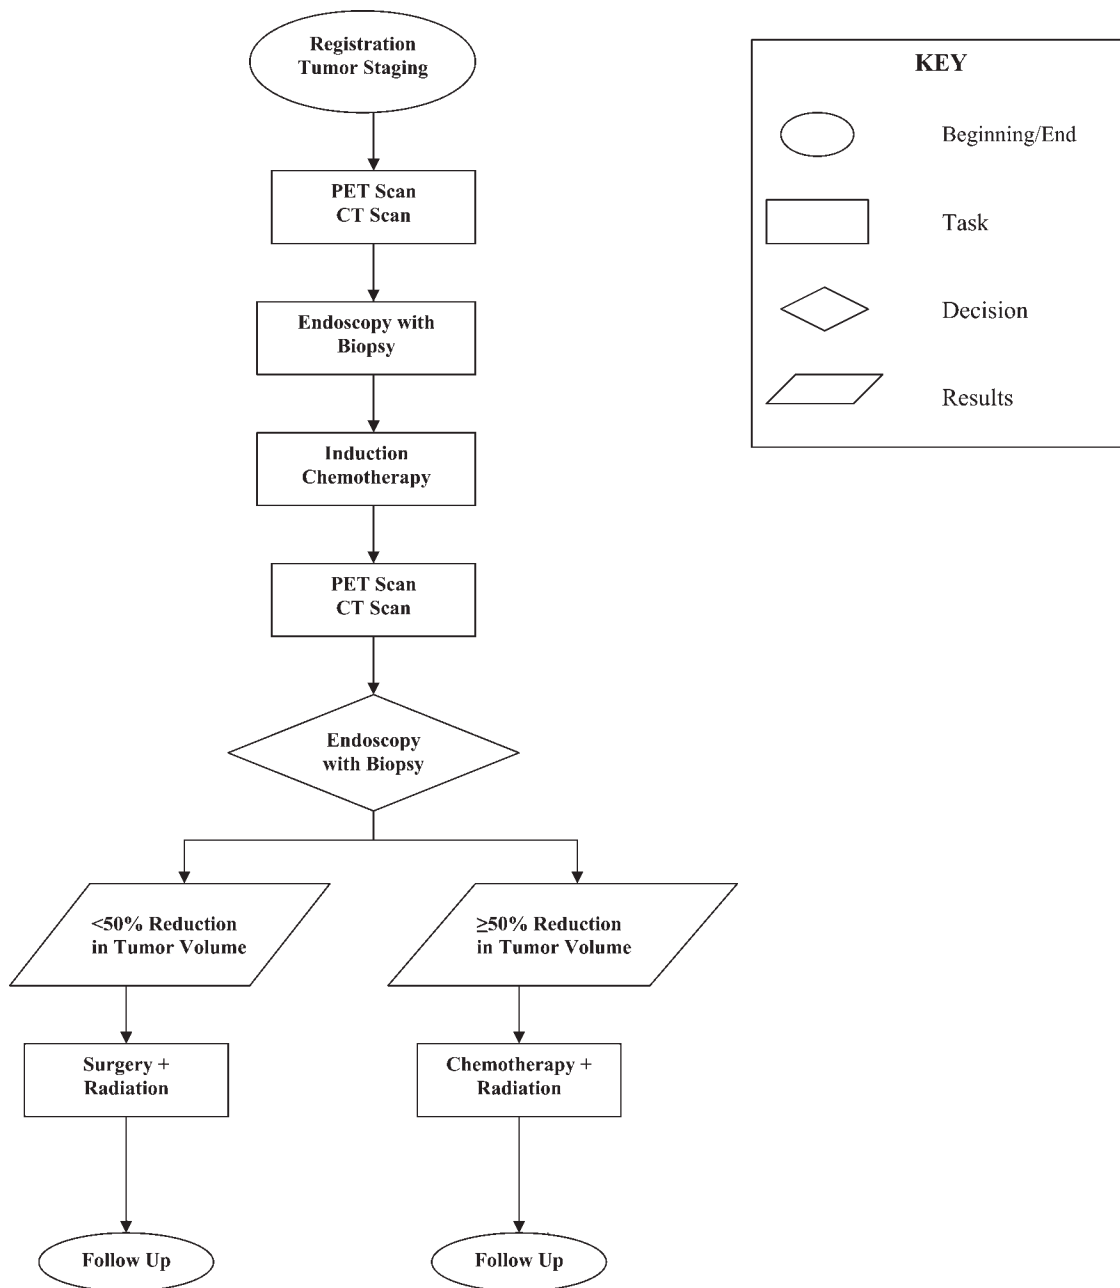 Registration
Tumor Staging
PET Scan
CT Scan
Endoscopy with
Biopsy
Induction
Chemotherapy
PET Scan
CT Scan
Endoscopy
with Biopsy
<50% Reduction
in Tumor Volume
≥50% Reduction
in Tumor Volume
Surgery +
Radiation
Chemotherapy +
Radiation
Follow Up
Follow Up
KEY
Beginning/End
Task
Decision
Results